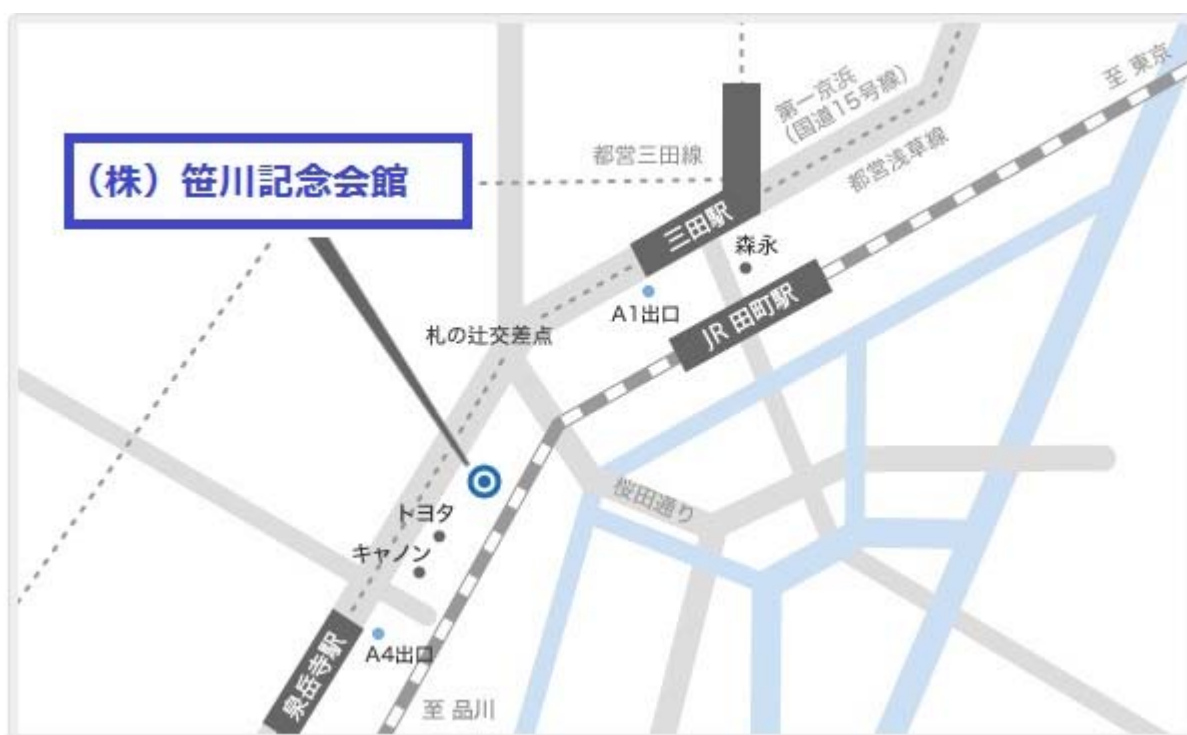 至 東京
第一京浜
（国道15号線）
都営三田線
都営浅草線
（株）笹川記念会館
三田駅
森永
A1出口
JR 田町駅
札の辻交差点
桜田通り
トヨタ
キヤノン
A4出口
泉岳寺駅
至 品川